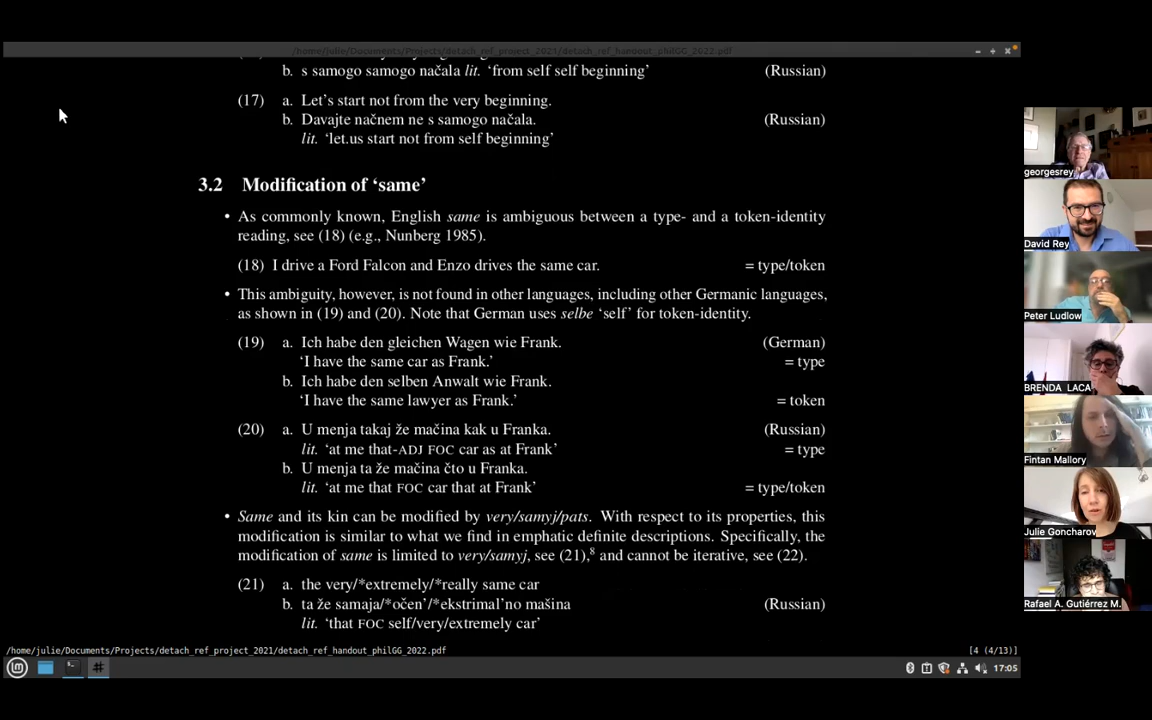 /home/julie/Documents/Projects/detach_ref_project_2021/detach_ref_handout_philGG_2022.pdf
b. s samogo samogo načala lit. ‘from self self beginning’ (Russian)
(17) a. Let’s start not from the very beginning.
b. Davajte načnem ne s samogo načala. (Russian)
lit. ‘let.us start not from self beginning’
3.2 Modification of ‘same’
• As commonly known, English same is ambiguous between a type- and a token-identity
reading, see (18) (e.g., Nunberg 1985).
(18) I drive a Ford Falcon and Enzo drives the same car. = type/token
• This ambiguity, however, is not found in other languages, including other Germanic languages,
as shown in (19) and (20). Note that German uses selbe ‘self’ for token-identity.
(19) a. Ich habe den gleichen Wagen wie Frank. (German)
‘I have the same car as Frank.’ = type
b. Ich habe den selben Anwalt wie Frank.
‘I have the same lawyer as Frank.’ = token
(20) a. U menja takaj že mačina kak u Franka. (Russian)
lit. ‘at me that-ADJ FOC car as at Frank’ = type
b. U menja ta že mačina čto u Franka.
lit. ‘at me that FOC car that at Frank’ = type/token
• Same and its kin can be modified by very/samyj/pats. With respect to its properties, this
modification is similar to what we find in emphatic definite descriptions. Specifically, the
modification of same is limited to very/samyj, see (21),8 and cannot be iterative, see (22).
(21) a. the very/*extremely/*really same car
b. ta že samaja/*očen’/*ekstrimal’no mašina (Russian)
lit. ‘that FOC self/very/extremely car’
/home/julie/Documents/Projects/detach_ref_project_2021/detach_ref_handout_philGG_2022.pdf [4 (4/13)]
17:05
georgesrey
David Rey
Peter Ludlow
BRENDA LACA
Fintan Mallory
Julie Goncharov
Rafael A. Gutiérrez M.